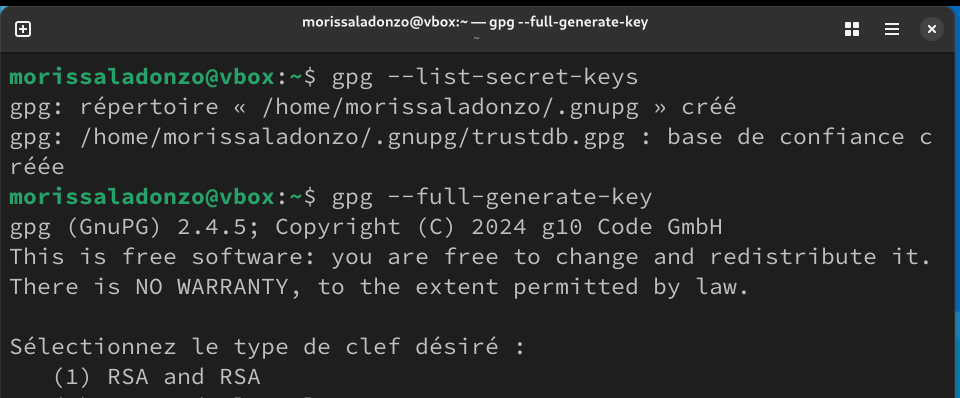 morissaladonzo@vbox:~ — gpg --full-generate-key
~
morissaladonzo@vbox:~$ gpg --list-secret-keys
gpg: répertoire « /home/morissaladonzo/.gnupg » créé
gpg: /home/morissaladonzo/.gnupg/trustdb.gpg : base de confiance c
réée
morissaladonzo@vbox:~$ gpg --full-generate-key
gpg (GnuPG) 2.4.5; Copyright (C) 2024 g10 Code GmbH
This is free software: you are free to change and redistribute it.
There is NO WARRANTY, to the extent permitted by law.
Sélectionnez le type de clef désiré :
(1) RSA and RSA